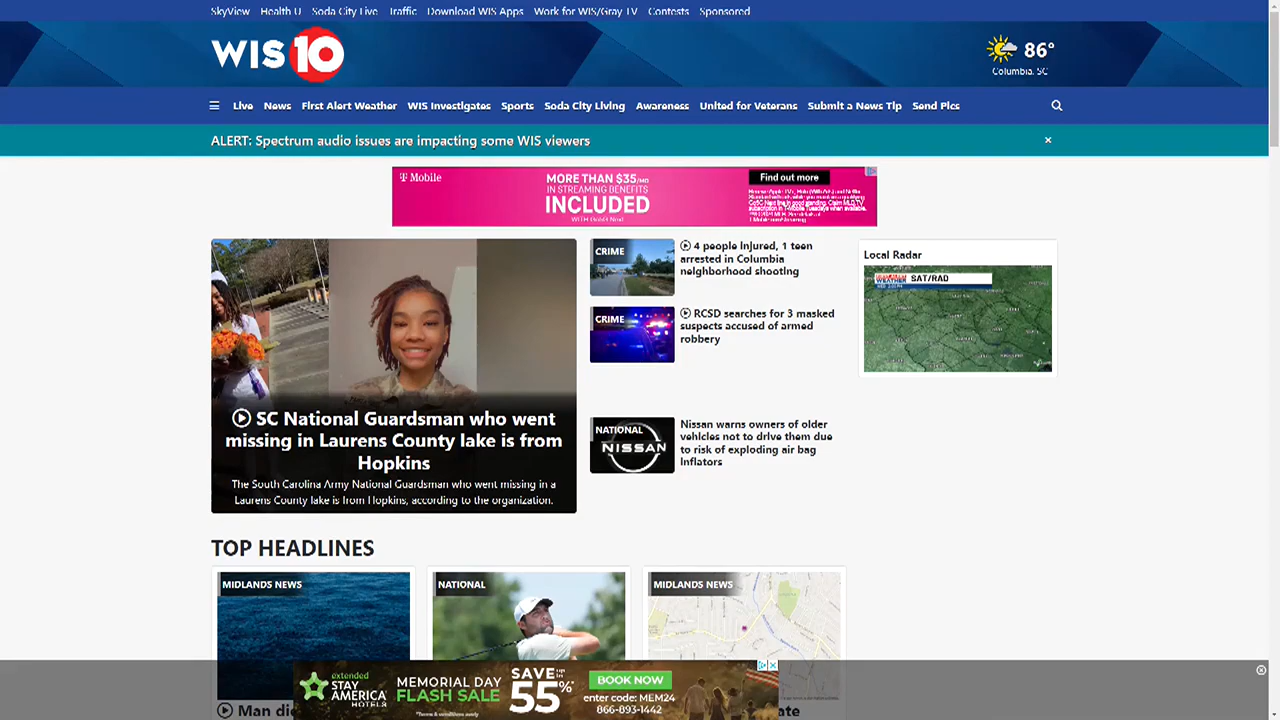 SkyView Health U Soda City Live Traffic Download WIS Apps Work for WIS/Gray TV Contests Sponsored
WIS10
86°
Columbia, SC
Live News First Alert Weather WIS Investigates Sports Soda City Living Awareness United for Veterans Submit a News Tip Send Pics
ALERT: Spectrum audio issues are impacting some WIS viewers
T Mobile
MORE THAN $35/MO
IN STREAMING BENEFITS
INCLUDED
Find out more
CRIME
4 people injured, 1 teen
arrested in Columbia
neighborhood shooting
CRIME
RCSD searches for 3 masked
suspects accused of armed
robbery
NATIONAL
NISSAN
Nissan warns owners of older
vehicles not to drive them due
to risk of exploding air bag
inflators
Local Radar
WEATHER
SAT/RAD
SC National Guardsman who went
missing in Laurens County lake is from
Hopkins
The South Carolina Army National Guardsman who went missing in a
Laurens County lake is from Hopkins, according to the organization.
TOP HEADLINES
MIDLANDS NEWS
NATIONAL
MIDLANDS NEWS
Man
extended
STAY
AMERICA
HOTELS
MEMORIAL DAY
FLASH SALE
*Terms & conditions apply
SAVE UP TO
55%*
BOOK NOW
enter code: MEM24
866-893-1442